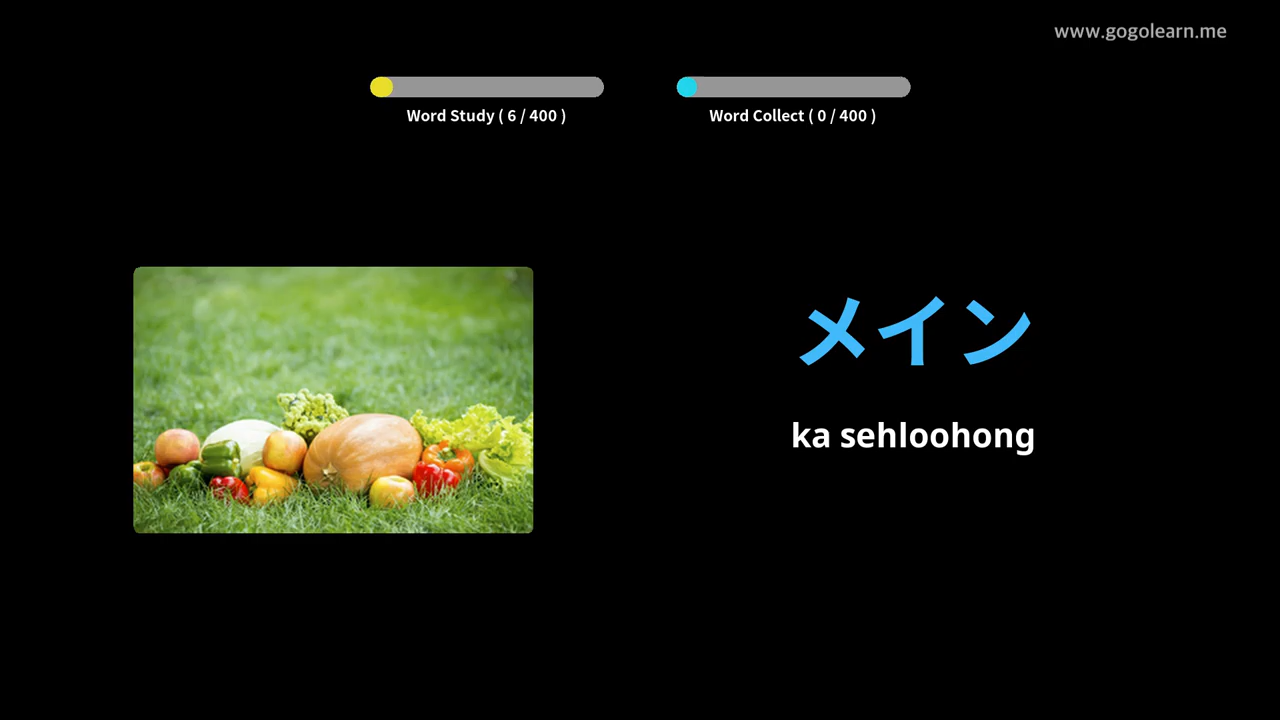 www.gogolearn.me
Word Study ( 6 / 400 )
Word Collect ( 0 / 400 )
メイン
ka sehloohong